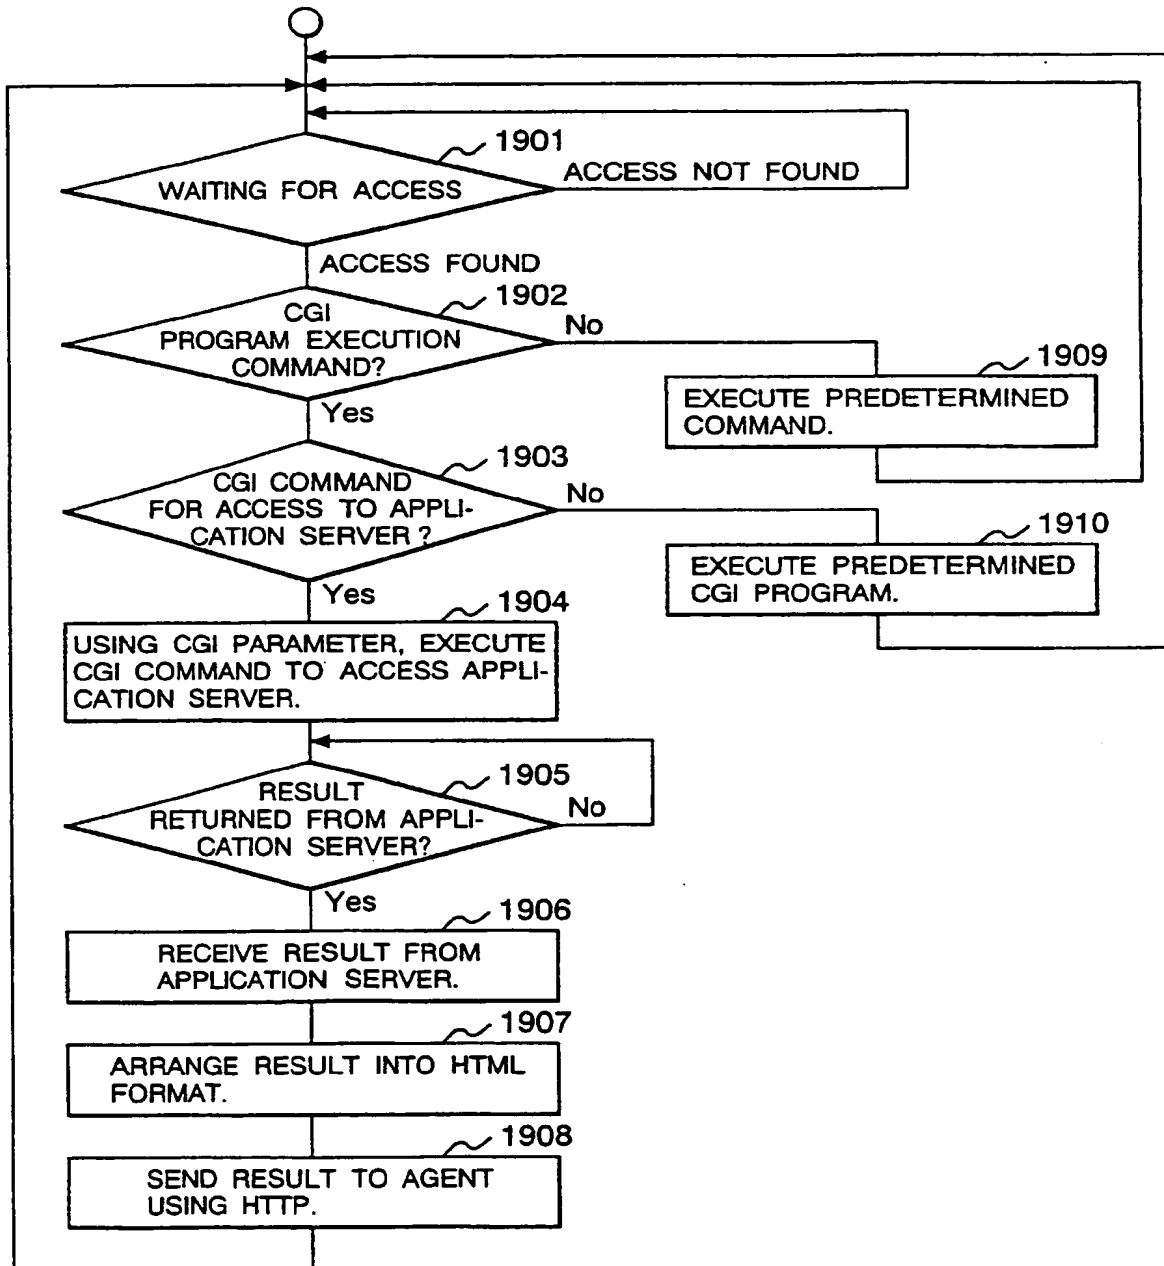 1901
WAITING FOR ACCESS
ACCESS NOT FOUND
ACCESS FOUND
1902
CGI
PROGRAM EXECUTION
COMMAND?
No
Yes
1909
EXECUTE PREDETERMINED
COMMAND.
1903
CGI COMMAND
FOR ACCESS TO APPLI-
CATION SERVER?
No
Yes
1910
EXECUTE PREDETERMINED
CGI PROGRAM.
1904
USING CGI PARAMETER, EXECUTE
CGI COMMAND TO ACCESS APPLI-
CATION SERVER.
1905
RESULT
RETURNED FROM APPLI-
CATION SERVER?
No
Yes
1906
RECEIVE RESULT FROM
APPLICATION SERVER.
1907
ARRANGE RESULT INTO HTML
FORMAT.
1908
SEND RESULT TO AGENT
USING HTTP.